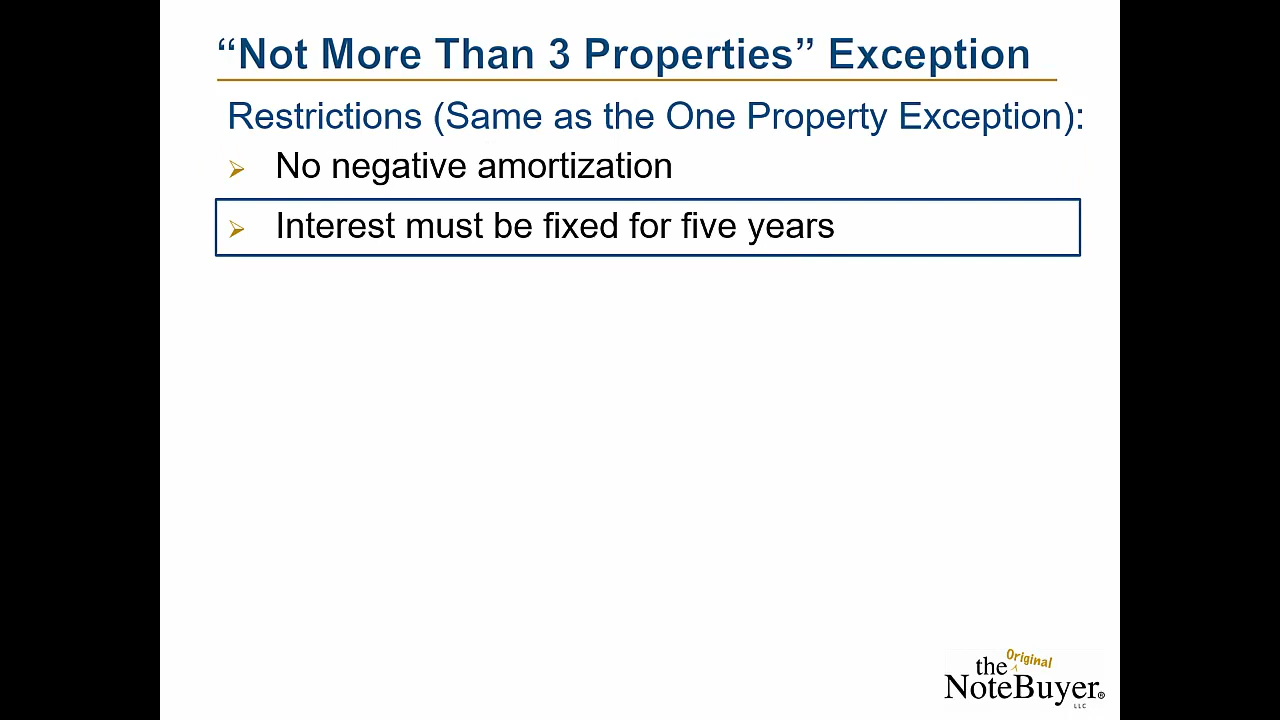 “Not More Than 3 Properties” Exception
Restrictions (Same as the One Property Exception):
➢ No negative amortization
➢ Interest must be fixed for five years
Original
the
NoteBuyer®
LLC